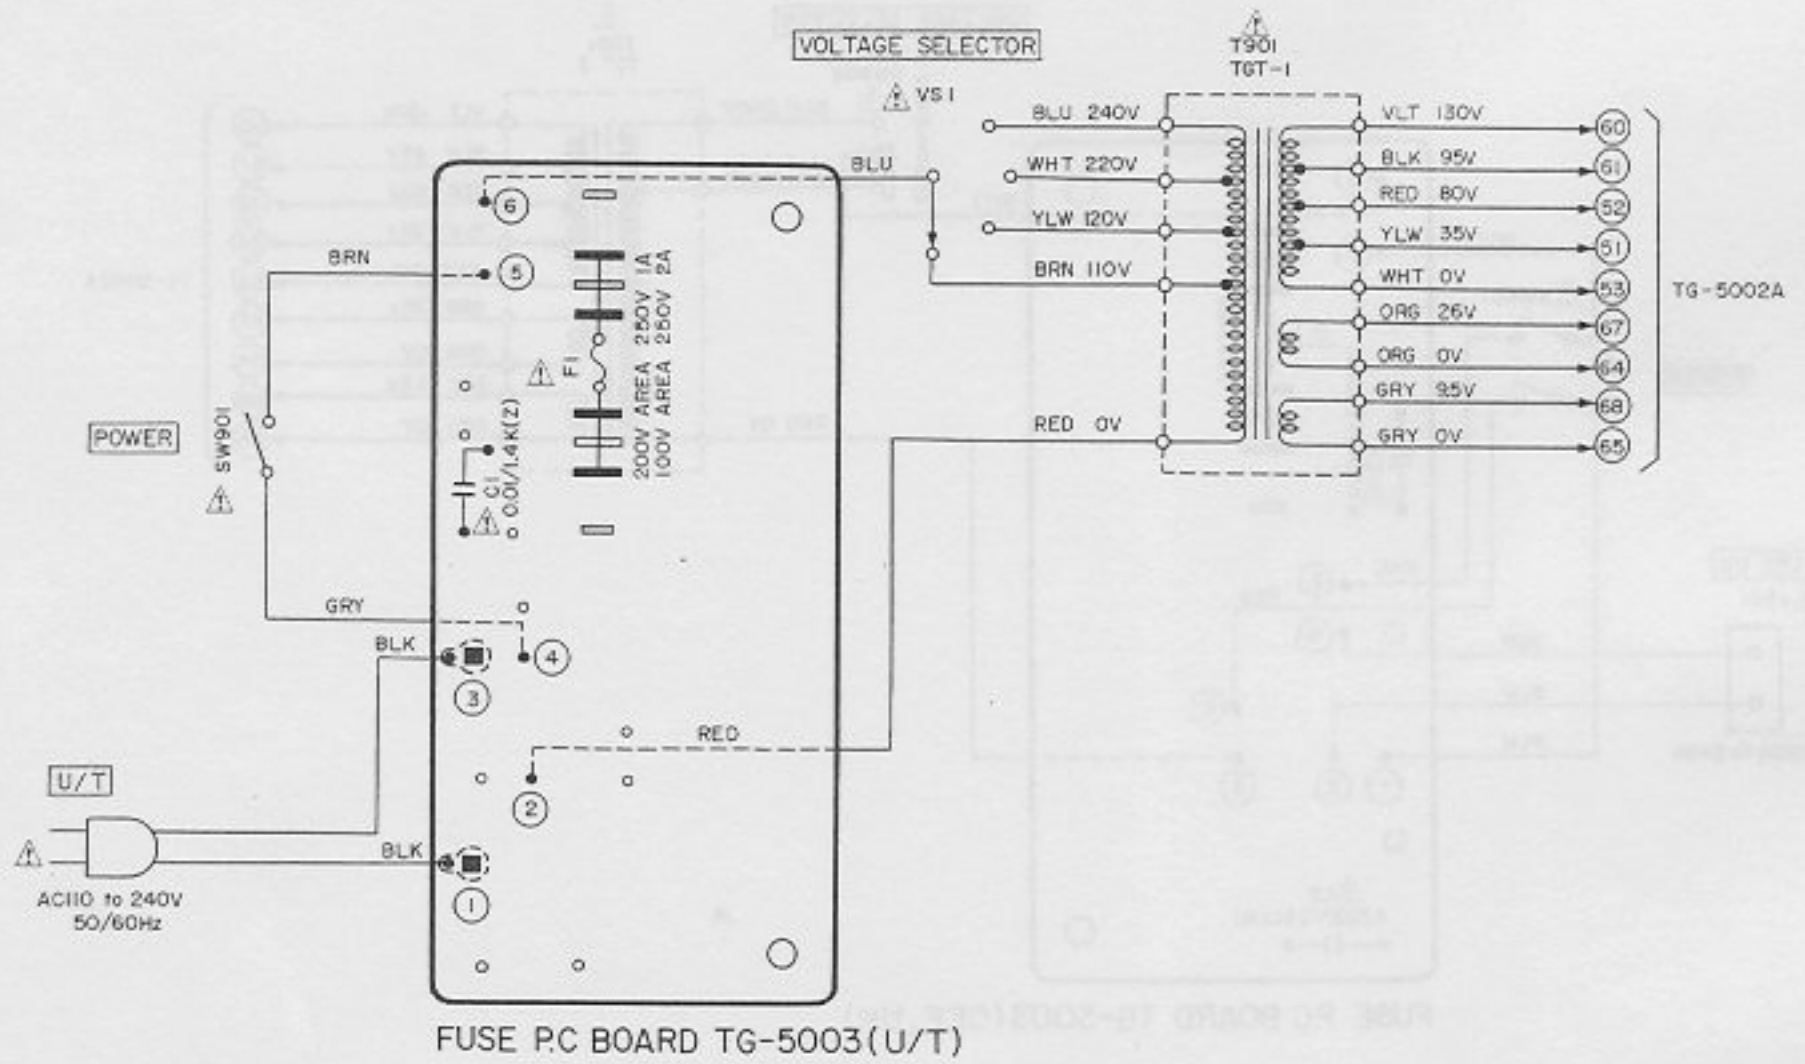 VOLTAGE SELECTOR
VS1
T901
TGT-1
BLU 240V
WHT 220V
YLW 120V
BRN 110V
RED 0V
VLT 130V
BLK 95V
RED 80V
YLW 35V
WHT 0V
ORG 26V
ORG 0V
GRY 9.5V
GRY 0V
60
61
52
51
53
67
64
68
65
TG-5002A
BLU
6
BRN
5
F1
200V AREA 250V 1A
100V AREA 250V 2A
C1
0.01/1.4K(Z)
POWER
SW901
GRY
BLK
4
3
RED
2
U/T
BLK
1
AC110 to 240V
50/60Hz
FUSE P.C BOARD TG-5003(U/T)